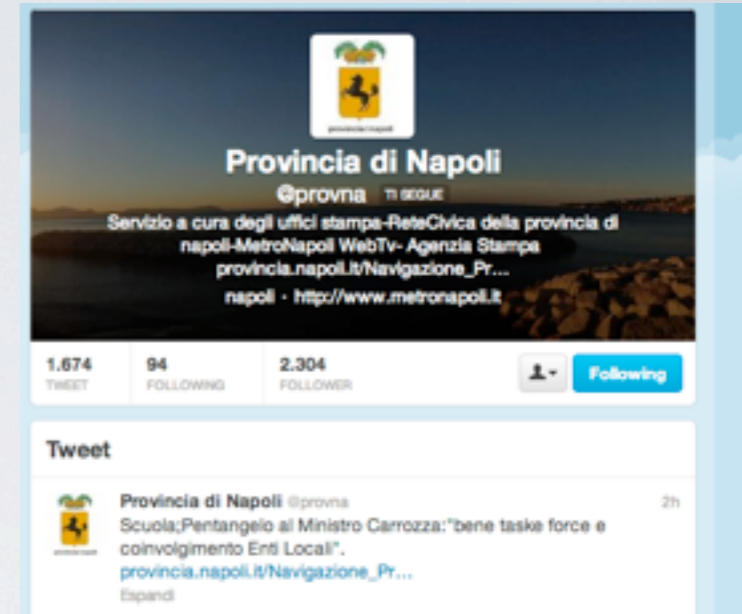 provincia napoli
Provincia di Napoli
@provna TI SEGUE
Servizio a cura degli uffici stampa-ReteCivica della provincia di
napoli-MetroNapoli WebTv- Agenzia Stampa
provincia.napoli.it/Navigazione_Pr...
napoli · http://www.metronapoli.it
1.674 94 2.304
TWEET FOLLOWING FOLLOWER
Following
Tweet
Provincia di Napoli @provna 2h
Scuola;Pentangelo al Ministro Carrozza:"bene taske force e
coinvolgimento Enti Locali".
provincia.napoli.it/Navigazione_Pr...
Espandi